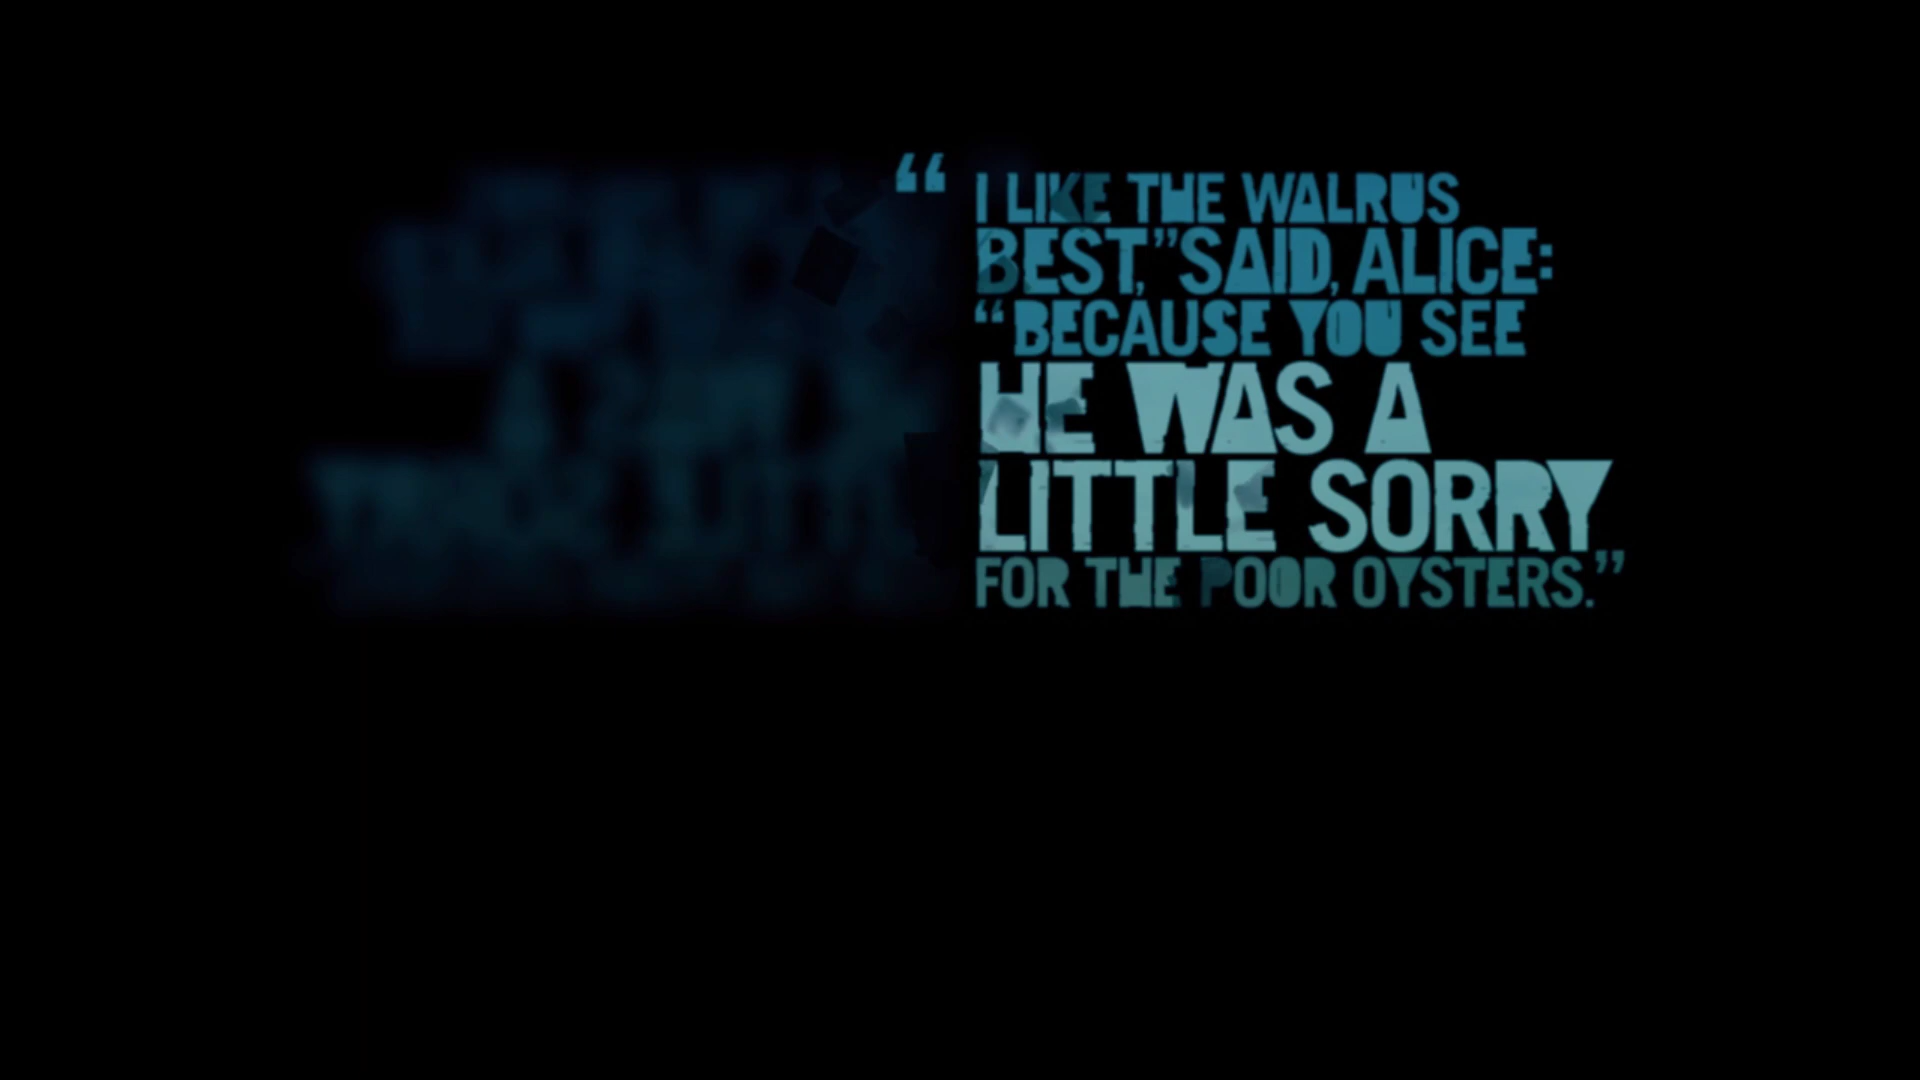 “ I LIKE THE WALRUS
BEST,” SAID, ALICE:
“BECAUSE YOU SEE
HE WAS A
LITTLE SORRY
FOR THE POOR OYSTERS.”